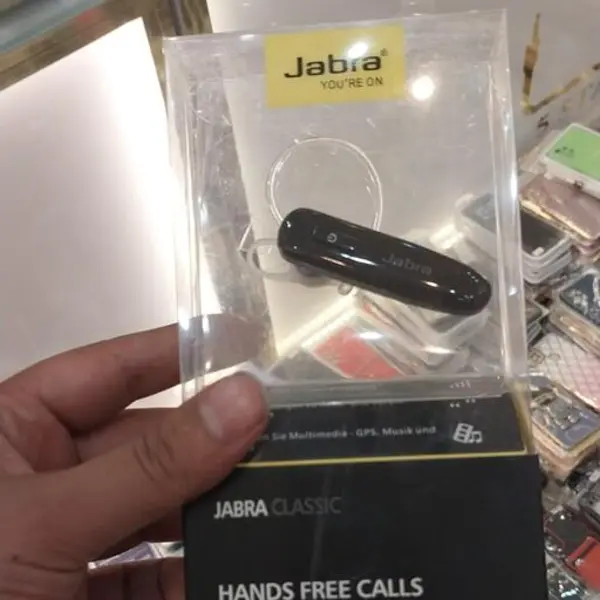 Jabra®
YOU'RE ON
Jabra
Sie Multimedia - GPS, Musik und
JABRA CLASSIC
HANDS FREE CALLS